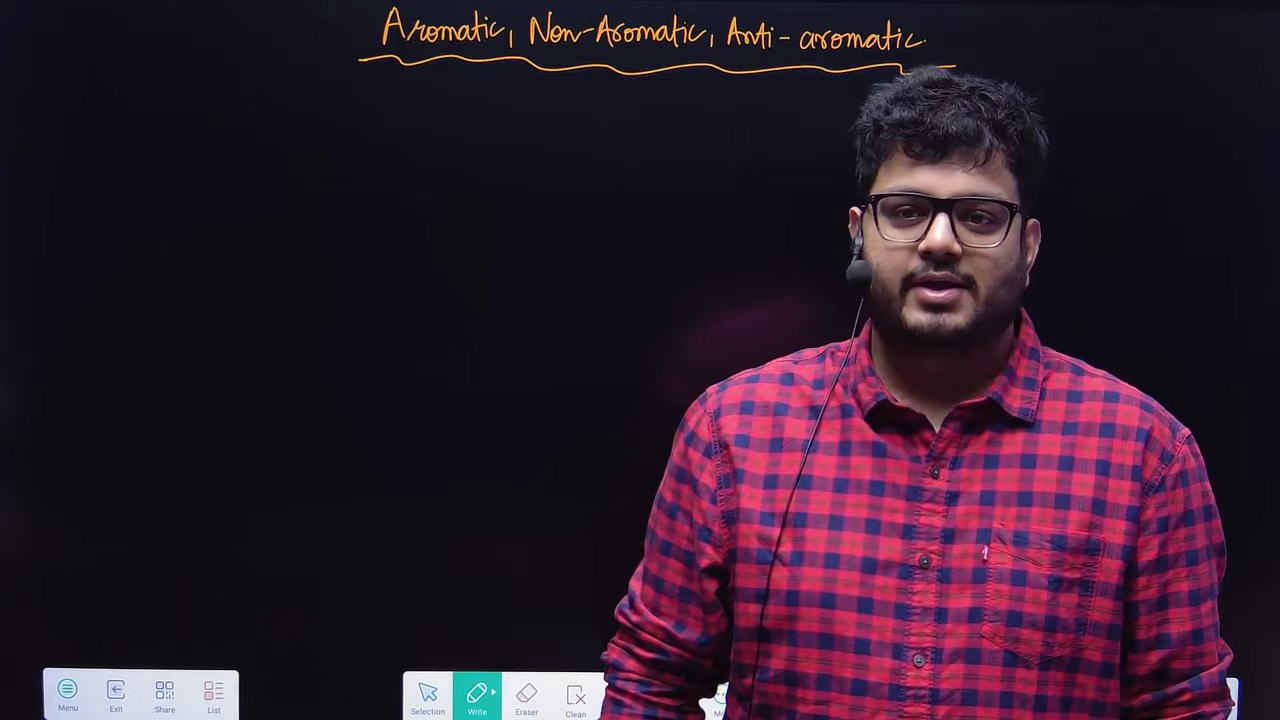 Aromatic, Non-Aromatic, Anti-aromatic.
Menu
Exit
Share
List
Selection
Write
Eraser
Clean